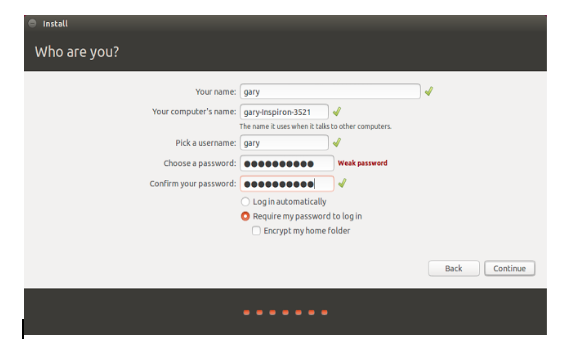 Install
Who are you?
Your name: gary
Your computer's name: gary-Inspiron-3521
The name it uses when it talks to other computers.
Pick a username: gary
Choose a password: ●●●●●●●●●● Weak password
Confirm your password: ●●●●●●●●●●
Log in automatically
Require my password to log in
Encrypt my home folder
Back Continue